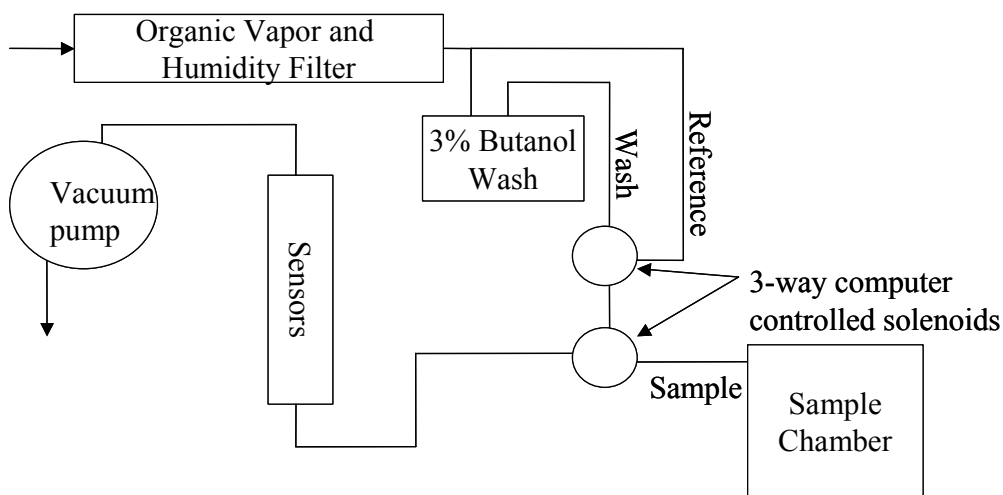 Organic Vapor and
Humidity Filter
3% Butanol
Wash
Wash
Reference
Vacuum
pump
Sensors
3-way computer
controlled solenoids
Sample
Sample
Chamber